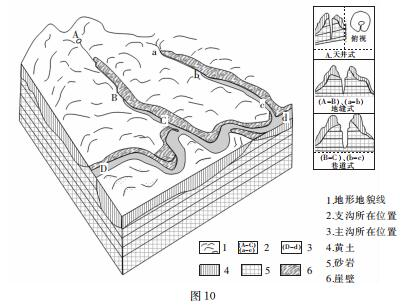 A
a
b
B
c
d
C
D
俯视
A.天井式
(A-B)、(a-b)
地缝式
(B-C)、(b-c)
巷道式
1
(A-C)
(a-c)
2
(D-d)
3
4
5
6
1.地形地貌线
2.支沟所在位置
3.主沟所在位置
4.黄土
5.砂岩
6.崖壁
图10